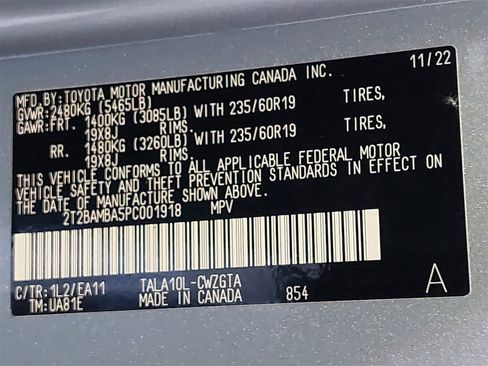 MFD.BY:TOYOTA MOTOR MANUFACTURING CANADA INC. 11/22
GVWR:2480KG (5465LB)
GAWR:FRT. 1400KG (3085LB) WITH 235/60R19 TIRES,
19X8J RIMS.
RR. 1480KG (3260LB) WITH 235/60R19 TIRES,
19X8J RIMS.
THIS VEHICLE CONFORMS TO ALL APPLICABLE FEDERAL MOTOR
VEHICLE SAFETY AND THEFT PREVENTION STANDARDS IN EFFECT ON
THE DATE OF MANUFACTURE SHOWN ABOVE.
2T2BAMBA5PC001918 MPV
C/TR:1L2/EA11 TALA10L-CWZGTA A
TM:UA81E MADE IN CANADA 854